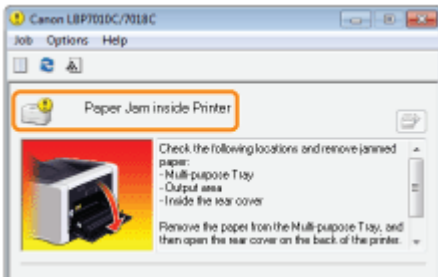 Canon LBP7010C/7018C
Job Options Help
Paper Jam inside Printer
Check the following locations and remove jammed
paper:
-Multi-purpose Tray
-Output area
-Inside the rear cover
Remove the paper from the Multi-purpose Tray, and
then open the rear cover on the back of the printer.